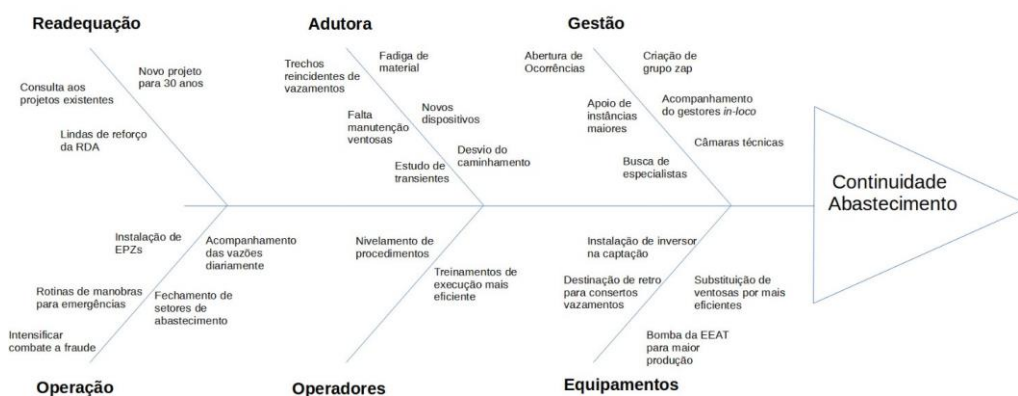 Readequação
Adutora
Gestão
Consulta aos
projetos existentes
Novo projeto
para 30 anos
Lindas de reforço
da RDA
Trechos
reincidentes de
vazamentos
Fadiga de
material
Falta
manutenção
ventosas
Novos
dispositivos
Estudo de
transientes
Desvio do
caminhamento
Abertura de
Ocorrências
Criação de
grupo zap
Apoio de
instâncias
maiores
Acompanhamento
do gestores in-loco
Busca de
especialistas
Câmaras técnicas
Continuidade
Abastecimento
Instalação de
EPZs
Acompanhamento
das vazões
diariamente
Rotinas de manobras
para emergências
Fechamento de
setores de
abastecimento
Intensificar
combate a fraude
Nivelamento de
procedimentos
Treinamentos de
execução mais
eficiente
Instalação de inversor
na captação
Destinação de retro
para consertos
vazamentos
Substituição de
ventosas por mais
eficientes
Bomba da EEAT
para maior
produção
Operação
Operadores
Equipamentos